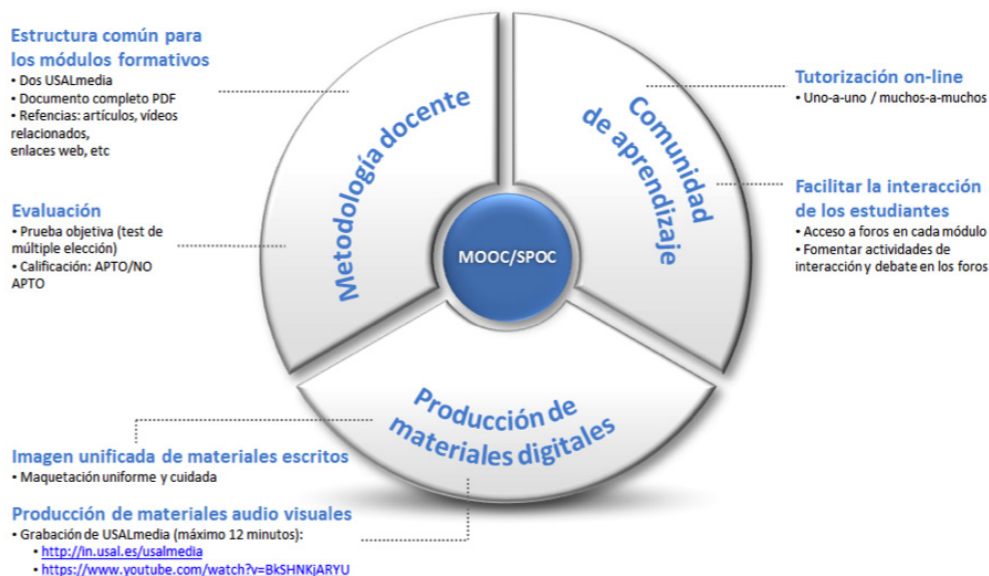 Estructura común para
los módulos formativos
• Dos USALmedia
• Documento completo PDF
• Refencias: artículos, vídeos
relacionados,
enlaces web, etc
Evaluación
• Prueba objetiva (test de
múltiple elección)
• Calificación: APTO/NO
APTO
Metodología docente
Comunidad
de aprendizaje
MOOC/SPOC
Producción de
materiales digitales
Tutorización on-line
• Uno-a-uno / muchos-a-muchos
Facilitar la interacción
de los estudiantes
• Acceso a foros en cada módulo
• Fomentar actividades de
interacción y debate en los foros
Imagen unificada de materiales escritos
• Maquetación uniforme y cuidada
Producción de materiales audio visuales
• Grabación de USALmedia (máximo 12 minutos):
• http://in.usal.es/usalmedia
• https://www.youtube.com/watch?v=BkSHNKjARYU